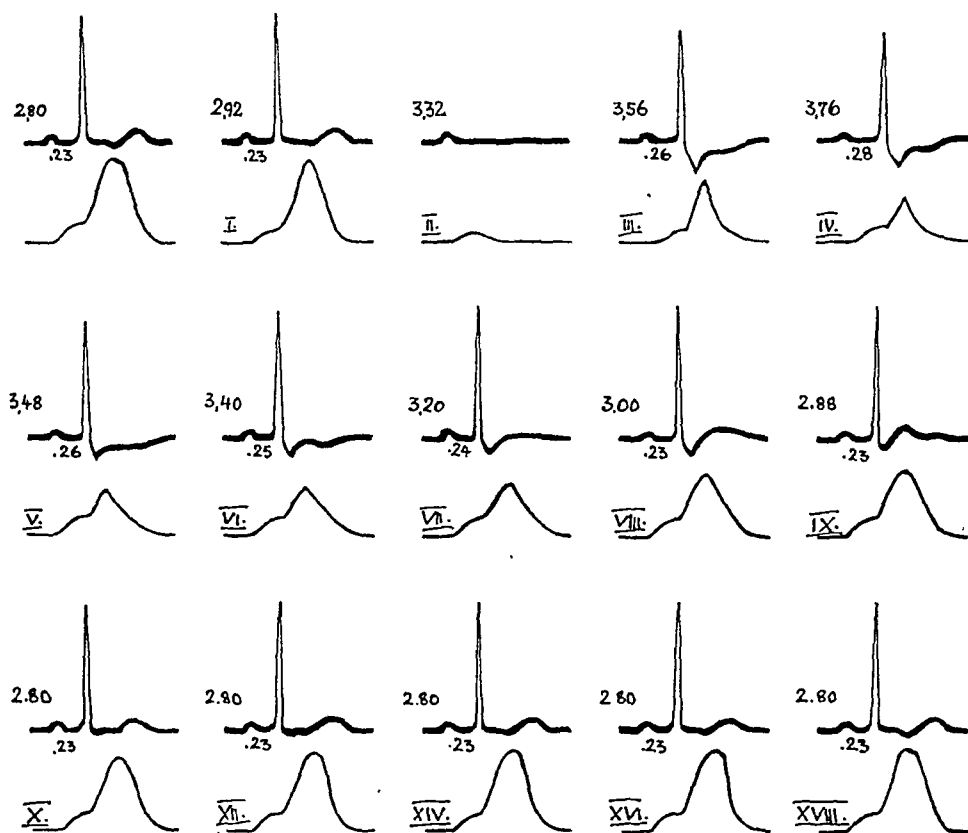 2,80 2,92 3,32 3,56 3,76
.23 .23 .26 .28
I. II. III. IV.
3,48 3,40 3,20 3,00 2.88
.26 .25 .24 .23 .23
V. VI. VII. VIII. IX.
2.80 2.80 2.80 2 80 2.80
.23 .23 .23 .23 .23
X. XII. XIV. XVI. XVIII.